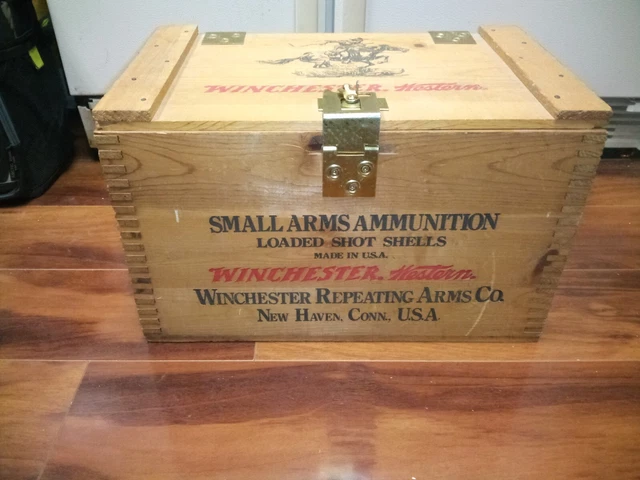 WINCHESTER, Western.
SMALL ARMS AMMUNITION
LOADED SHOT SHELLS
MADE IN U.S.A.
WINCHESTER, Western.
WINCHESTER REPEATING ARMS CO.
NEW HAVEN, CONN., U.S.A.